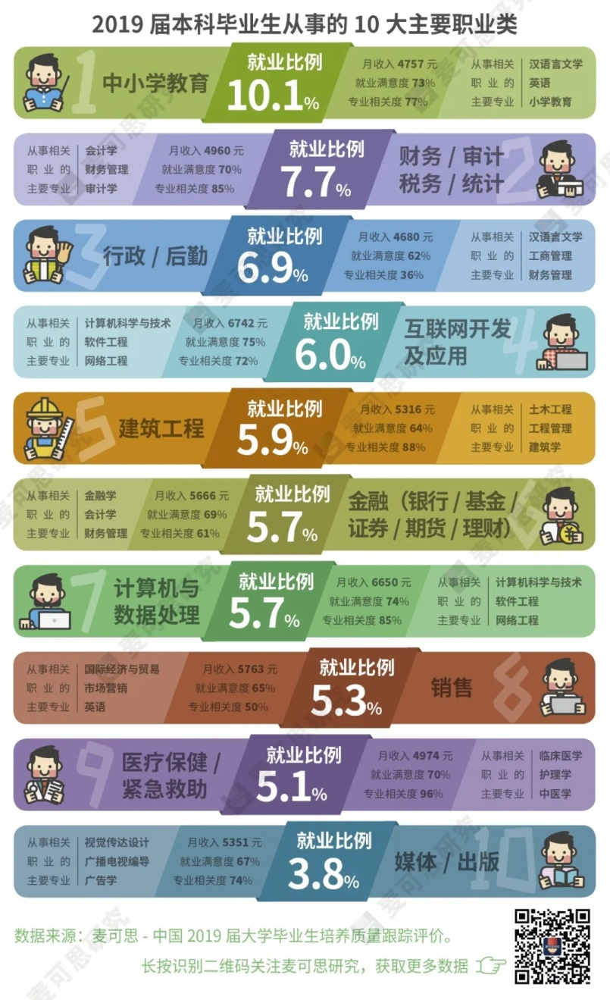 2019 届本科毕业生从事的 10 大主要职业类
1
中小学教育
就业比例
10.1%
月收入 4757 元
就业满意度 73%
专业相关度 77%
从事相关职业的主要专业
汉语言文学
英语
小学教育
从事相关职业的主要专业
会计学
财务管理
审计学
月收入 4960 元
就业满意度 70%
专业相关度 85%
就业比例
7.7%
财务 / 审计
税务 / 统计
2
3
行政 / 后勤
就业比例
6.9%
月收入 4680 元
就业满意度 62%
专业相关度 36%
从事相关职业的主要专业
汉语言文学
工商管理
财务管理
从事相关职业的主要专业
计算机科学与技术
软件工程
网络工程
月收入 6742 元
就业满意度 75%
专业相关度 72%
就业比例
6.0%
互联网开发
及应用
4
5
建筑工程
就业比例
5.9%
月收入 5316 元
就业满意度 64%
专业相关度 88%
从事相关职业的主要专业
土木工程
工程管理
建筑学
从事相关职业的主要专业
金融学
会计学
财务管理
月收入 5666 元
就业满意度 69%
专业相关度 61%
就业比例
5.7%
金融（银行 / 基金 /
证券 / 期货 / 理财）
6
7
计算机与
数据处理
就业比例
5.7%
月收入 6650 元
就业满意度 74%
专业相关度 85%
从事相关职业的主要专业
计算机科学与技术
软件工程
网络工程
从事相关职业的主要专业
国际经济与贸易
市场营销
英语
月收入 5763 元
就业满意度 65%
专业相关度 50%
就业比例
5.3%
销售
8
9
医疗保健 /
紧急救助
就业比例
5.1%
月收入 4974 元
就业满意度 70%
专业相关度 96%
从事相关职业的主要专业
临床医学
护理学
中医学
从事相关职业的主要专业
视觉传达设计
广播电视编导
广告学
月收入 5351 元
就业满意度 67%
专业相关度 74%
就业比例
3.8%
媒体 / 出版
10
数据来源：麦可思 - 中国 2019 届大学毕业生培养质量跟踪评价。
长按识别二维码关注麦可思研究，获取更多数据
麦可思研究